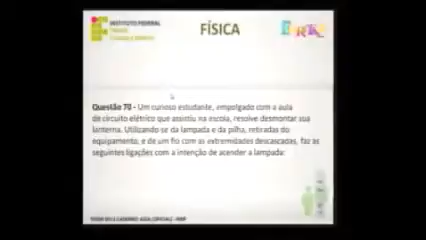 INSTITUTO FEDERAL
FÍSICA
Questão 70 - Um curioso estudante, empolgado com a aula
de circuito elétrico que assistiu na escola, resolve desmontar sua
lanterna. Utilizando-se da lampada e da pilha, retiradas do
equipamento, e de um fio com as extremidades descascadas, faz as
seguintes ligações com a intenção de acender a lampada: